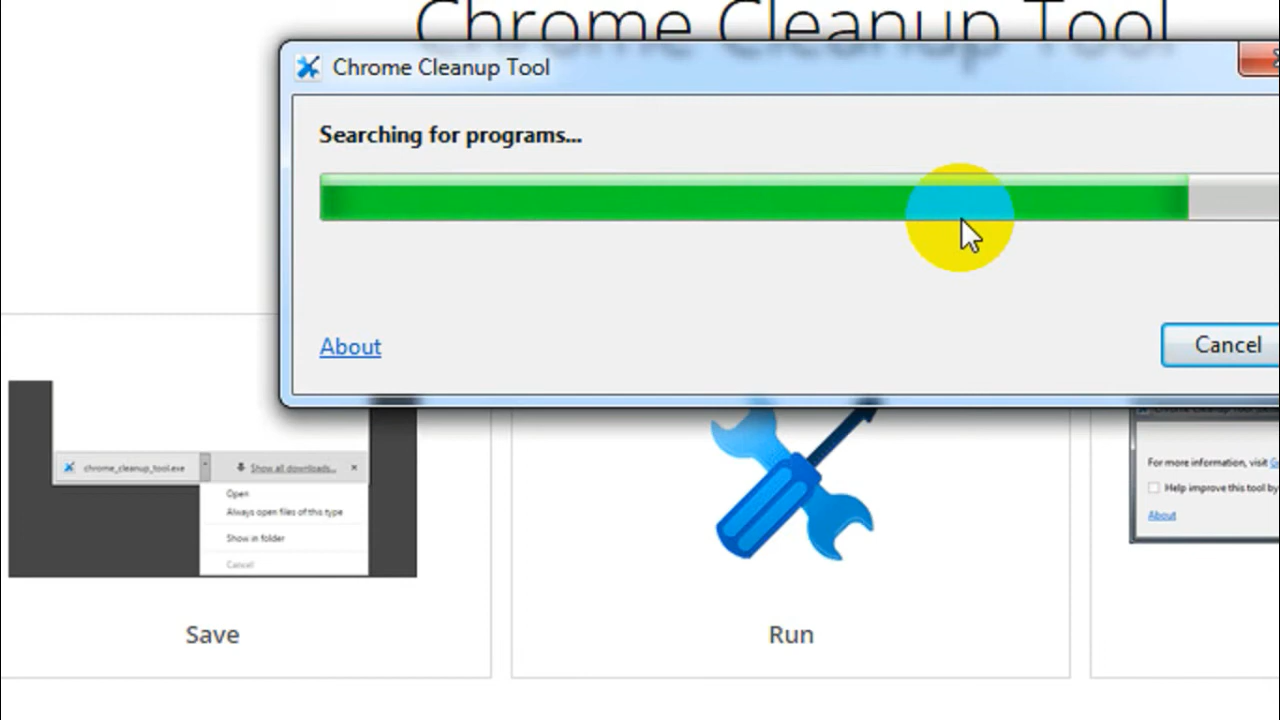 Chrome Cleanup Tool
Chrome Cleanup Tool
Searching for programs...
About
Cancel
chrome_cleanup_tool.exe
Show all downloads...
Open
Always open files of this type
Show in folder
Cancel
Save
Run
For more information, visit
Help improve this tool by
About